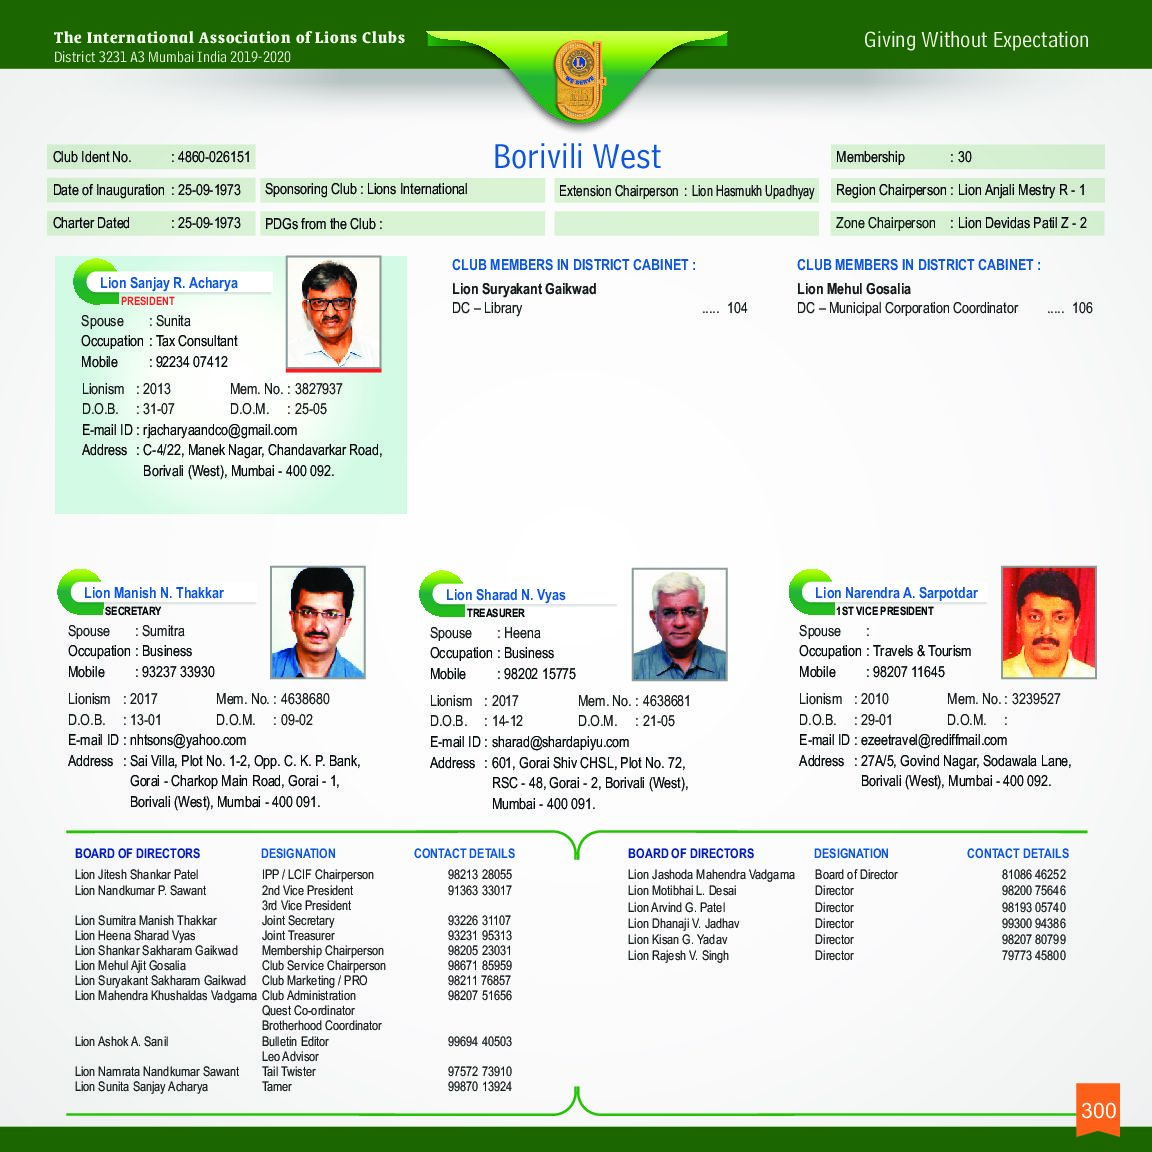 The International Association of Lions Clubs
District 3231 A3 Mumbai India 2019-2020
Giving Without Expectation
WE SERVE
Borivili West
Club Ident No. : 4860-026151
Membership : 30
Date of Inauguration : 25-09-1973
Sponsoring Club : Lions International
Extension Chairperson : Lion Hasmukh Upadhyay
Region Chairperson : Lion Anjali Mestry R - 1
Charter Dated : 25-09-1973
PDGs from the Club :
Zone Chairperson : Lion Devidas Patil Z - 2
Lion Sanjay R. Acharya
PRESIDENT
Spouse : Sunita
Occupation : Tax Consultant
Mobile : 92234 07412
Lionism : 2013 Mem. No. : 3827937
D.O.B. : 31-07 D.O.M. : 25-05
E-mail ID : rjacharyaandco@gmail.com
Address : C-4/22, Manek Nagar, Chandavarkar Road,
Borivali (West), Mumbai - 400 092.
CLUB MEMBERS IN DISTRICT CABINET :
Lion Suryakant Gaikwad
DC – Library ..... 104
CLUB MEMBERS IN DISTRICT CABINET :
Lion Mehul Gosalia
DC – Municipal Corporation Coordinator ..... 106
Lion Manish N. Thakkar
SECRETARY
Spouse : Sumitra
Occupation : Business
Mobile : 93237 33930
Lionism : 2017 Mem. No. : 4638680
D.O.B. : 13-01 D.O.M. : 09-02
E-mail ID : nhtsons@yahoo.com
Address : Sai Villa, Plot No. 1-2, Opp. C. K. P. Bank,
Gorai - Charkop Main Road, Gorai - 1,
Borivali (West), Mumbai - 400 091.
Lion Sharad N. Vyas
TREASURER
Spouse : Heena
Occupation : Business
Mobile : 98202 15775
Lionism : 2017 Mem. No. : 4638681
D.O.B. : 14-12 D.O.M. : 21-05
E-mail ID : sharad@shardapiyu.com
Address : 601, Gorai Shiv CHSL, Plot No. 72,
RSC - 48, Gorai - 2, Borivali (West),
Mumbai - 400 091.
Lion Narendra A. Sarpotdar
1ST VICE PRESIDENT
Spouse :
Occupation : Travels & Tourism
Mobile : 98207 11645
Lionism : 2010 Mem. No. : 3239527
D.O.B. : 29-01 D.O.M. :
E-mail ID : ezeetravel@rediffmail.com
Address : 27A/5, Govind Nagar, Sodawala Lane,
Borivali (West), Mumbai - 400 092.
BOARD OF DIRECTORS DESIGNATION CONTACT DETAILS
Lion Jitesh Shankar Patel IPP / LCIF Chairperson 98213 28055
Lion Nandkumar P. Sawant 2nd Vice President 91363 33017
3rd Vice President
Lion Sumitra Manish Thakkar Joint Secretary 93226 31107
Lion Heena Sharad Vyas Joint Treasurer 93231 95313
Lion Shankar Sakharam Gaikwad Membership Chairperson 98205 23031
Lion Mehul Ajit Gosalia Club Service Chairperson 98671 85959
Lion Suryakant Sakharam Gaikwad Club Marketing / PRO 98211 76857
Lion Mahendra Khushaldas Vadgama Club Administration 98207 51656
Quest Co-ordinator
Brotherhood Coordinator
Lion Ashok A. Sanil Bulletin Editor 99694 40503
Leo Advisor
Lion Namrata Nandkumar Sawant Tail Twister 97572 73910
Lion Sunita Sanjay Acharya Tamer 99870 13924
BOARD OF DIRECTORS DESIGNATION CONTACT DETAILS
Lion Jashoda Mahendra Vadgama Board of Director 81086 46252
Lion Motibhai L. Desai Director 98200 75646
Lion Arvind G. Patel Director 98193 05740
Lion Dhanaji V. Jadhav Director 99300 94386
Lion Kisan G. Yadav Director 98207 80799
Lion Rajesh V. Singh Director 79773 45800
300